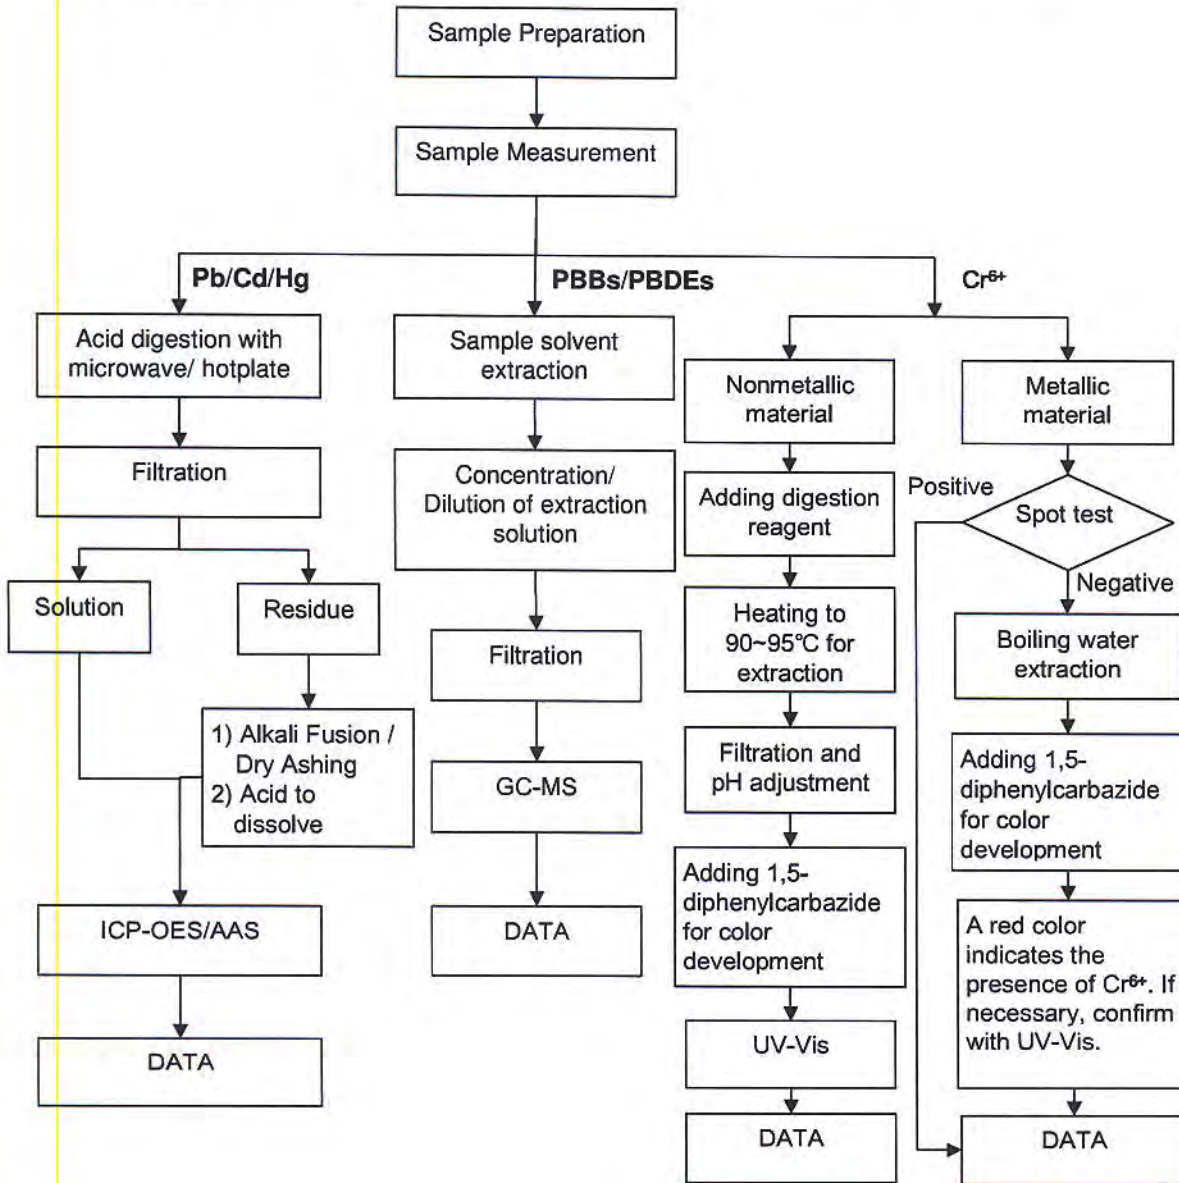 Sample Preparation
Sample Measurement
Pb/Cd/Hg
PBBs/PBDEs
Cr⁶⁺
Acid digestion with
microwave/ hotplate
Filtration
Solution
Residue
1) Alkali Fusion /
Dry Ashing
2) Acid to
dissolve
ICP-OES/AAS
DATA
Sample solvent
extraction
Concentration/
Dilution of extraction
solution
Filtration
GC-MS
DATA
Nonmetallic
material
Adding digestion
reagent
Heating to
90~95℃ for
extraction
Filtration and
pH adjustment
Adding 1,5-
diphenylcarbazide
for color
development
UV-Vis
DATA
Metallic
material
Spot test
Positive
Negative
Boiling water
extraction
Adding 1,5-
diphenylcarbazide
for color
development
A red color
indicates the
presence of Cr⁶⁺. If
necessary, confirm
with UV-Vis.
DATA